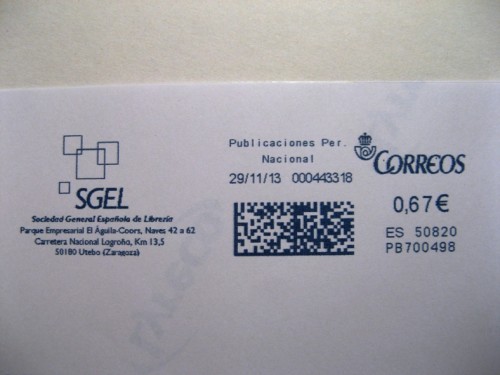 SGEL
Sociedad General Española de Librería
Parque Empresarial El Águila-Coors, Naves 42 a 62
Carretera Nacional Logroño, Km 13,5
50180 Utebo (Zaragoza)
Publicaciones Per.
Nacional
29/11/13 000443318
CORREOS
0,67€
ES 50820
PB700498